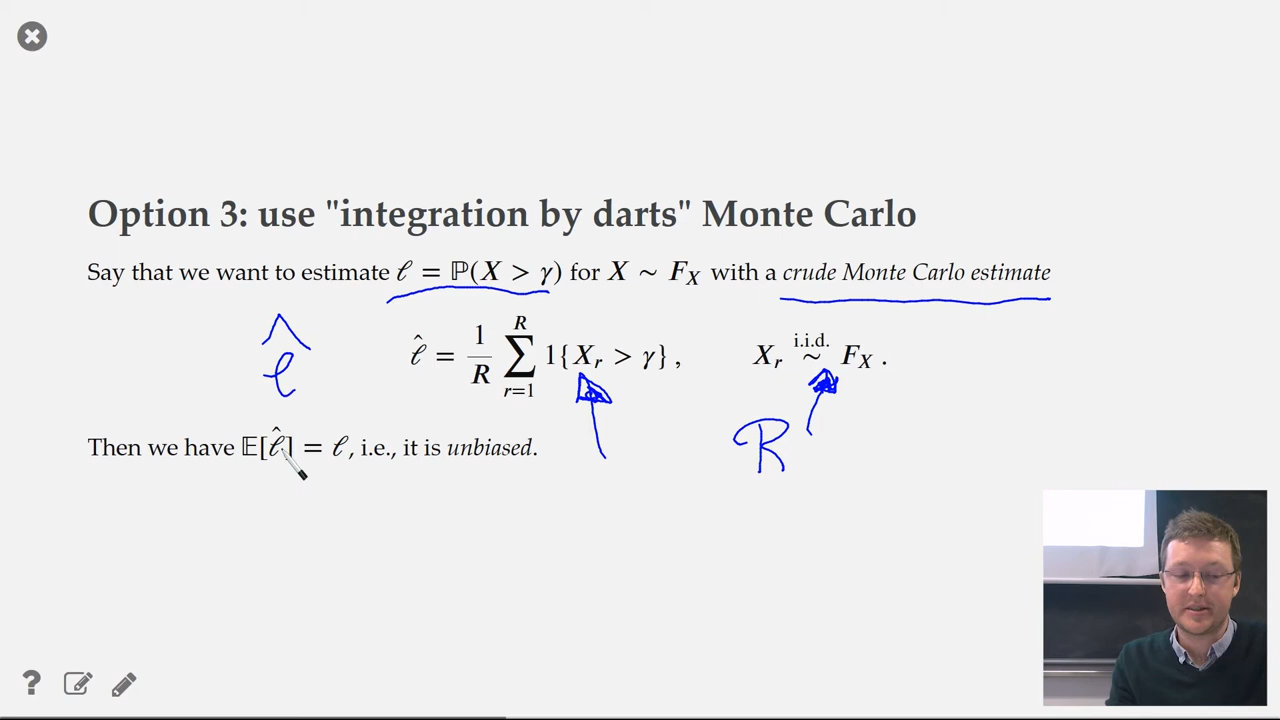 Option 3: use "integration by darts" Monte Carlo
Say that we want to estimate ℓ = ℙ(X > γ) for X ∼ F_X with a crude Monte Carlo estimate
ℓ̂
ℓ̂ = 1/R ∑_{r=1}^{R} 1{X_r > γ}, X_r i.i.d. ∼ F_X.
R
Then we have 𝔼[ℓ̂] = ℓ, i.e., it is unbiased.
?